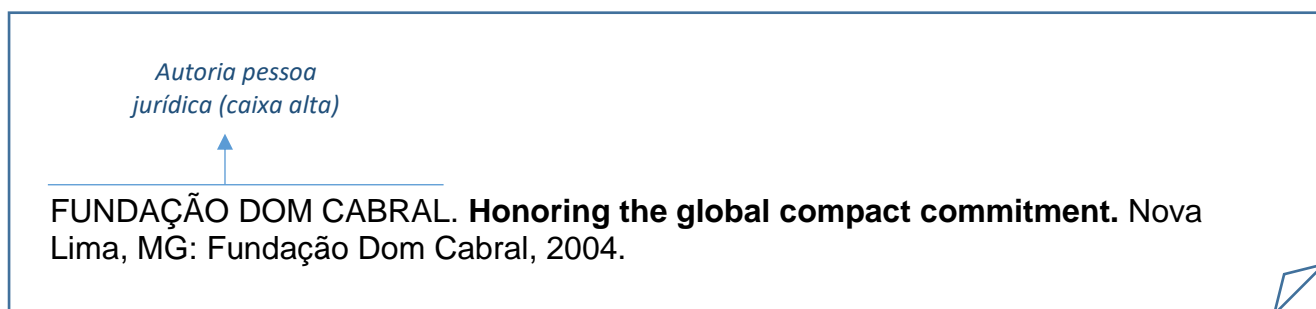 Autoria pessoa
jurídica (caixa alta)
FUNDAÇÃO DOM CABRAL. Honoring the global compact commitment. Nova
Lima, MG: Fundação Dom Cabral, 2004.